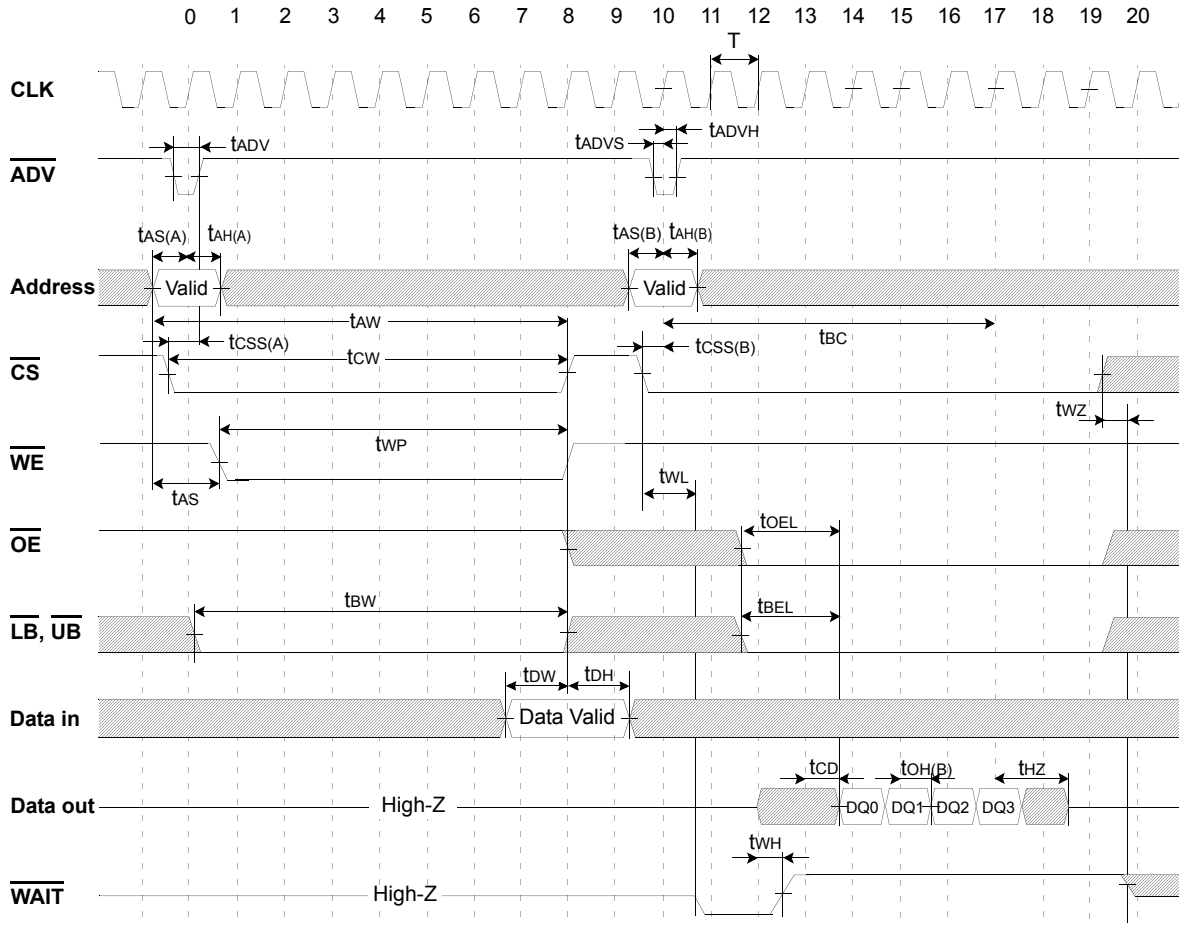 0 1 2 3 4 5 6 7 8 9 10 11 12 13 14 15 16 17 18 19 20
T
CLK
tADV
tADVS
tADVH
ADV
tAS(A)
tAH(A)
tAS(B)
tAH(B)
Address
Valid
Valid
tAW
tBC
tCSS(A)
tCSS(B)
CS
tCW
tWZ
WE
tWP
tAS
tWL
OE
tOEL
LB, UB
tBW
tBEL
tDW
tDH
Data in
Data Valid
tCD
tOH(B)
tHZ
Data out
High-Z
DQ0
DQ1
DQ2
DQ3
tWH
WAIT
High-Z